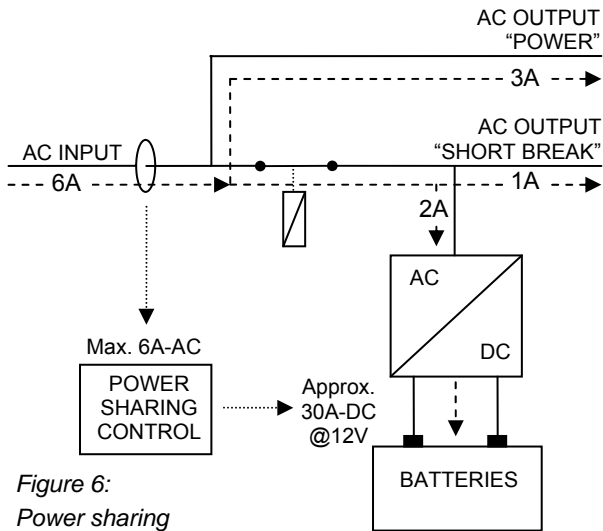 AC OUTPUT
“POWER”
3A
AC OUTPUT
“SHORT BREAK”
1A
AC INPUT
6A
2A
AC
DC
Max. 6A-AC
POWER
SHARING
CONTROL
Approx.
30A-DC
@12V
BATTERIES
Figure 6:
Power sharing